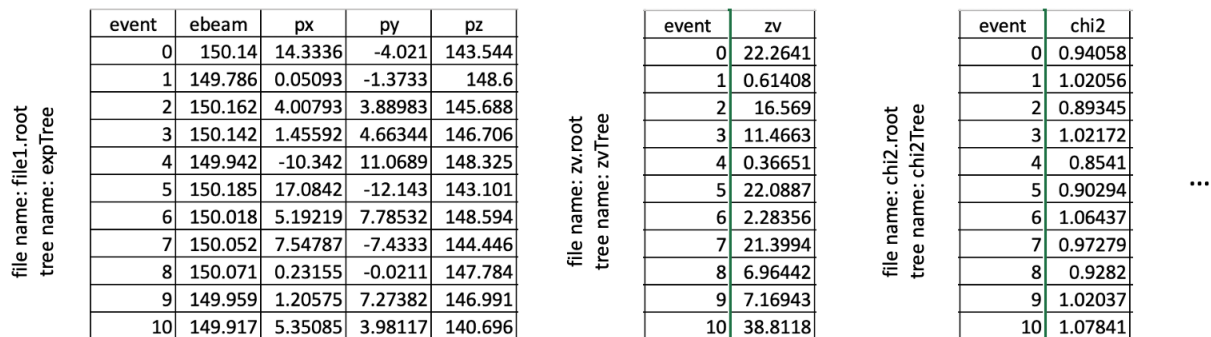 file name: file1.root
tree name: expTree
event ebeam px py pz
0 150.14 14.3336 -4.021 143.544
1 149.786 0.05093 -1.3733 148.6
2 150.162 4.00793 3.88983 145.688
3 150.142 1.45592 4.66344 146.706
4 149.942 -10.342 11.0689 148.325
5 150.185 17.0842 -12.143 143.101
6 150.018 5.19219 7.78532 148.594
7 150.052 7.54787 -7.4333 144.446
8 150.071 0.23155 -0.0211 147.784
9 149.959 1.20575 7.27382 146.991
10 149.917 5.35085 3.98117 140.696
file name: zv.root
tree name: zvTree
event zv
0 22.2641
1 0.61408
2 16.569
3 11.4663
4 0.36651
5 22.0887
6 2.28356
7 21.3994
8 6.96442
9 7.16943
10 38.8118
file name: chi2.root
tree name: chi2Tree
event chi2
0 0.94058
1 1.02056
2 0.89345
3 1.02172
4 0.8541
5 0.90294
6 1.06437
7 0.97279
8 0.9282
9 1.02037
10 1.07841
...